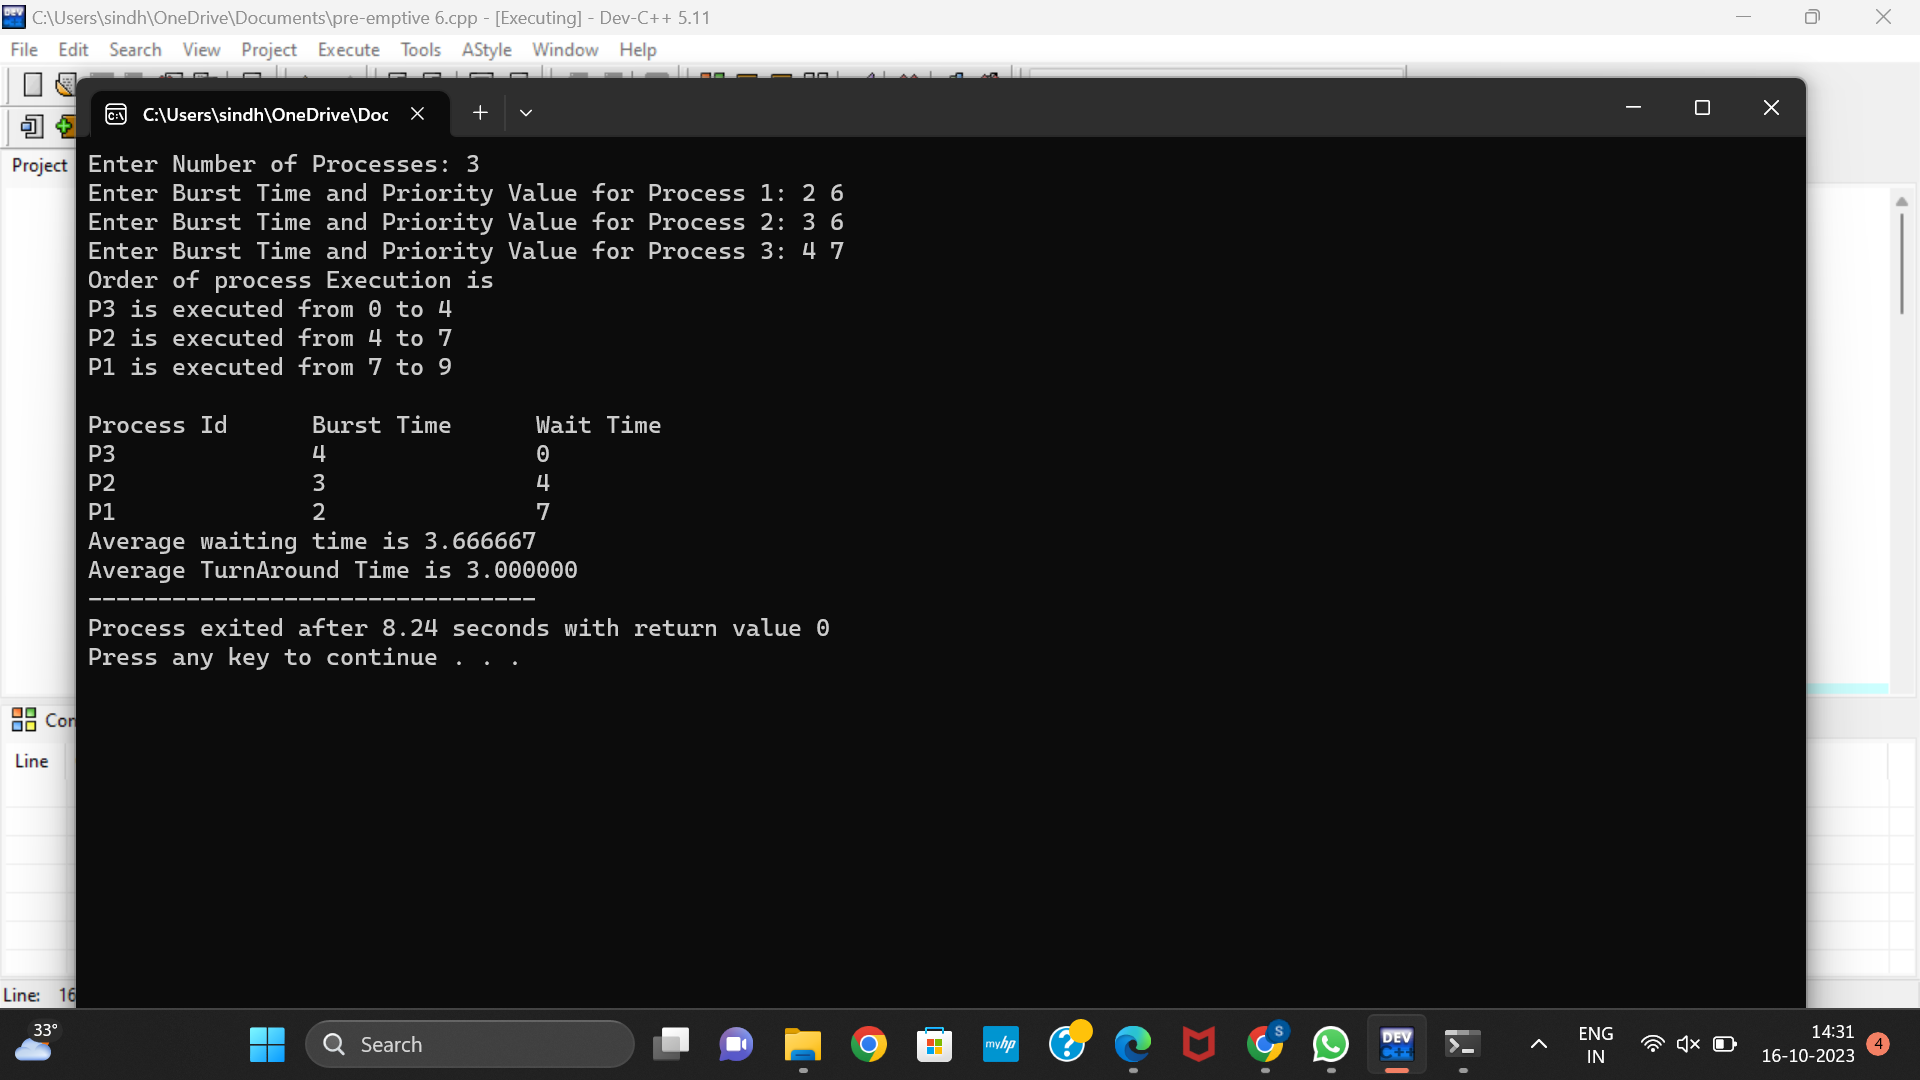 C:\Users\sindh\OneDrive\Documents\pre-emptive 6.cpp - [Executing] - Dev-C++ 5.11
File Edit Search View Project Execute Tools AStyle Window Help
C:\Users\sindh\OneDrive\Doc
Project
Enter Number of Processes: 3
Enter Burst Time and Priority Value for Process 1: 2 6
Enter Burst Time and Priority Value for Process 2: 3 6
Enter Burst Time and Priority Value for Process 3: 4 7
Order of process Execution is
P3 is executed from 0 to 4
P2 is executed from 4 to 7
P1 is executed from 7 to 9
Process Id Burst Time Wait Time
P3 4 0
P2 3 4
P1 2 7
Average waiting time is 3.666667
Average TurnAround Time is 3.000000
--------------------------------
Process exited after 8.24 seconds with return value 0
Press any key to continue . . .
Con
Line
Line: 16
33°
Search
myhp
S
DEV C++
ENG
IN
14:31
16-10-2023
4